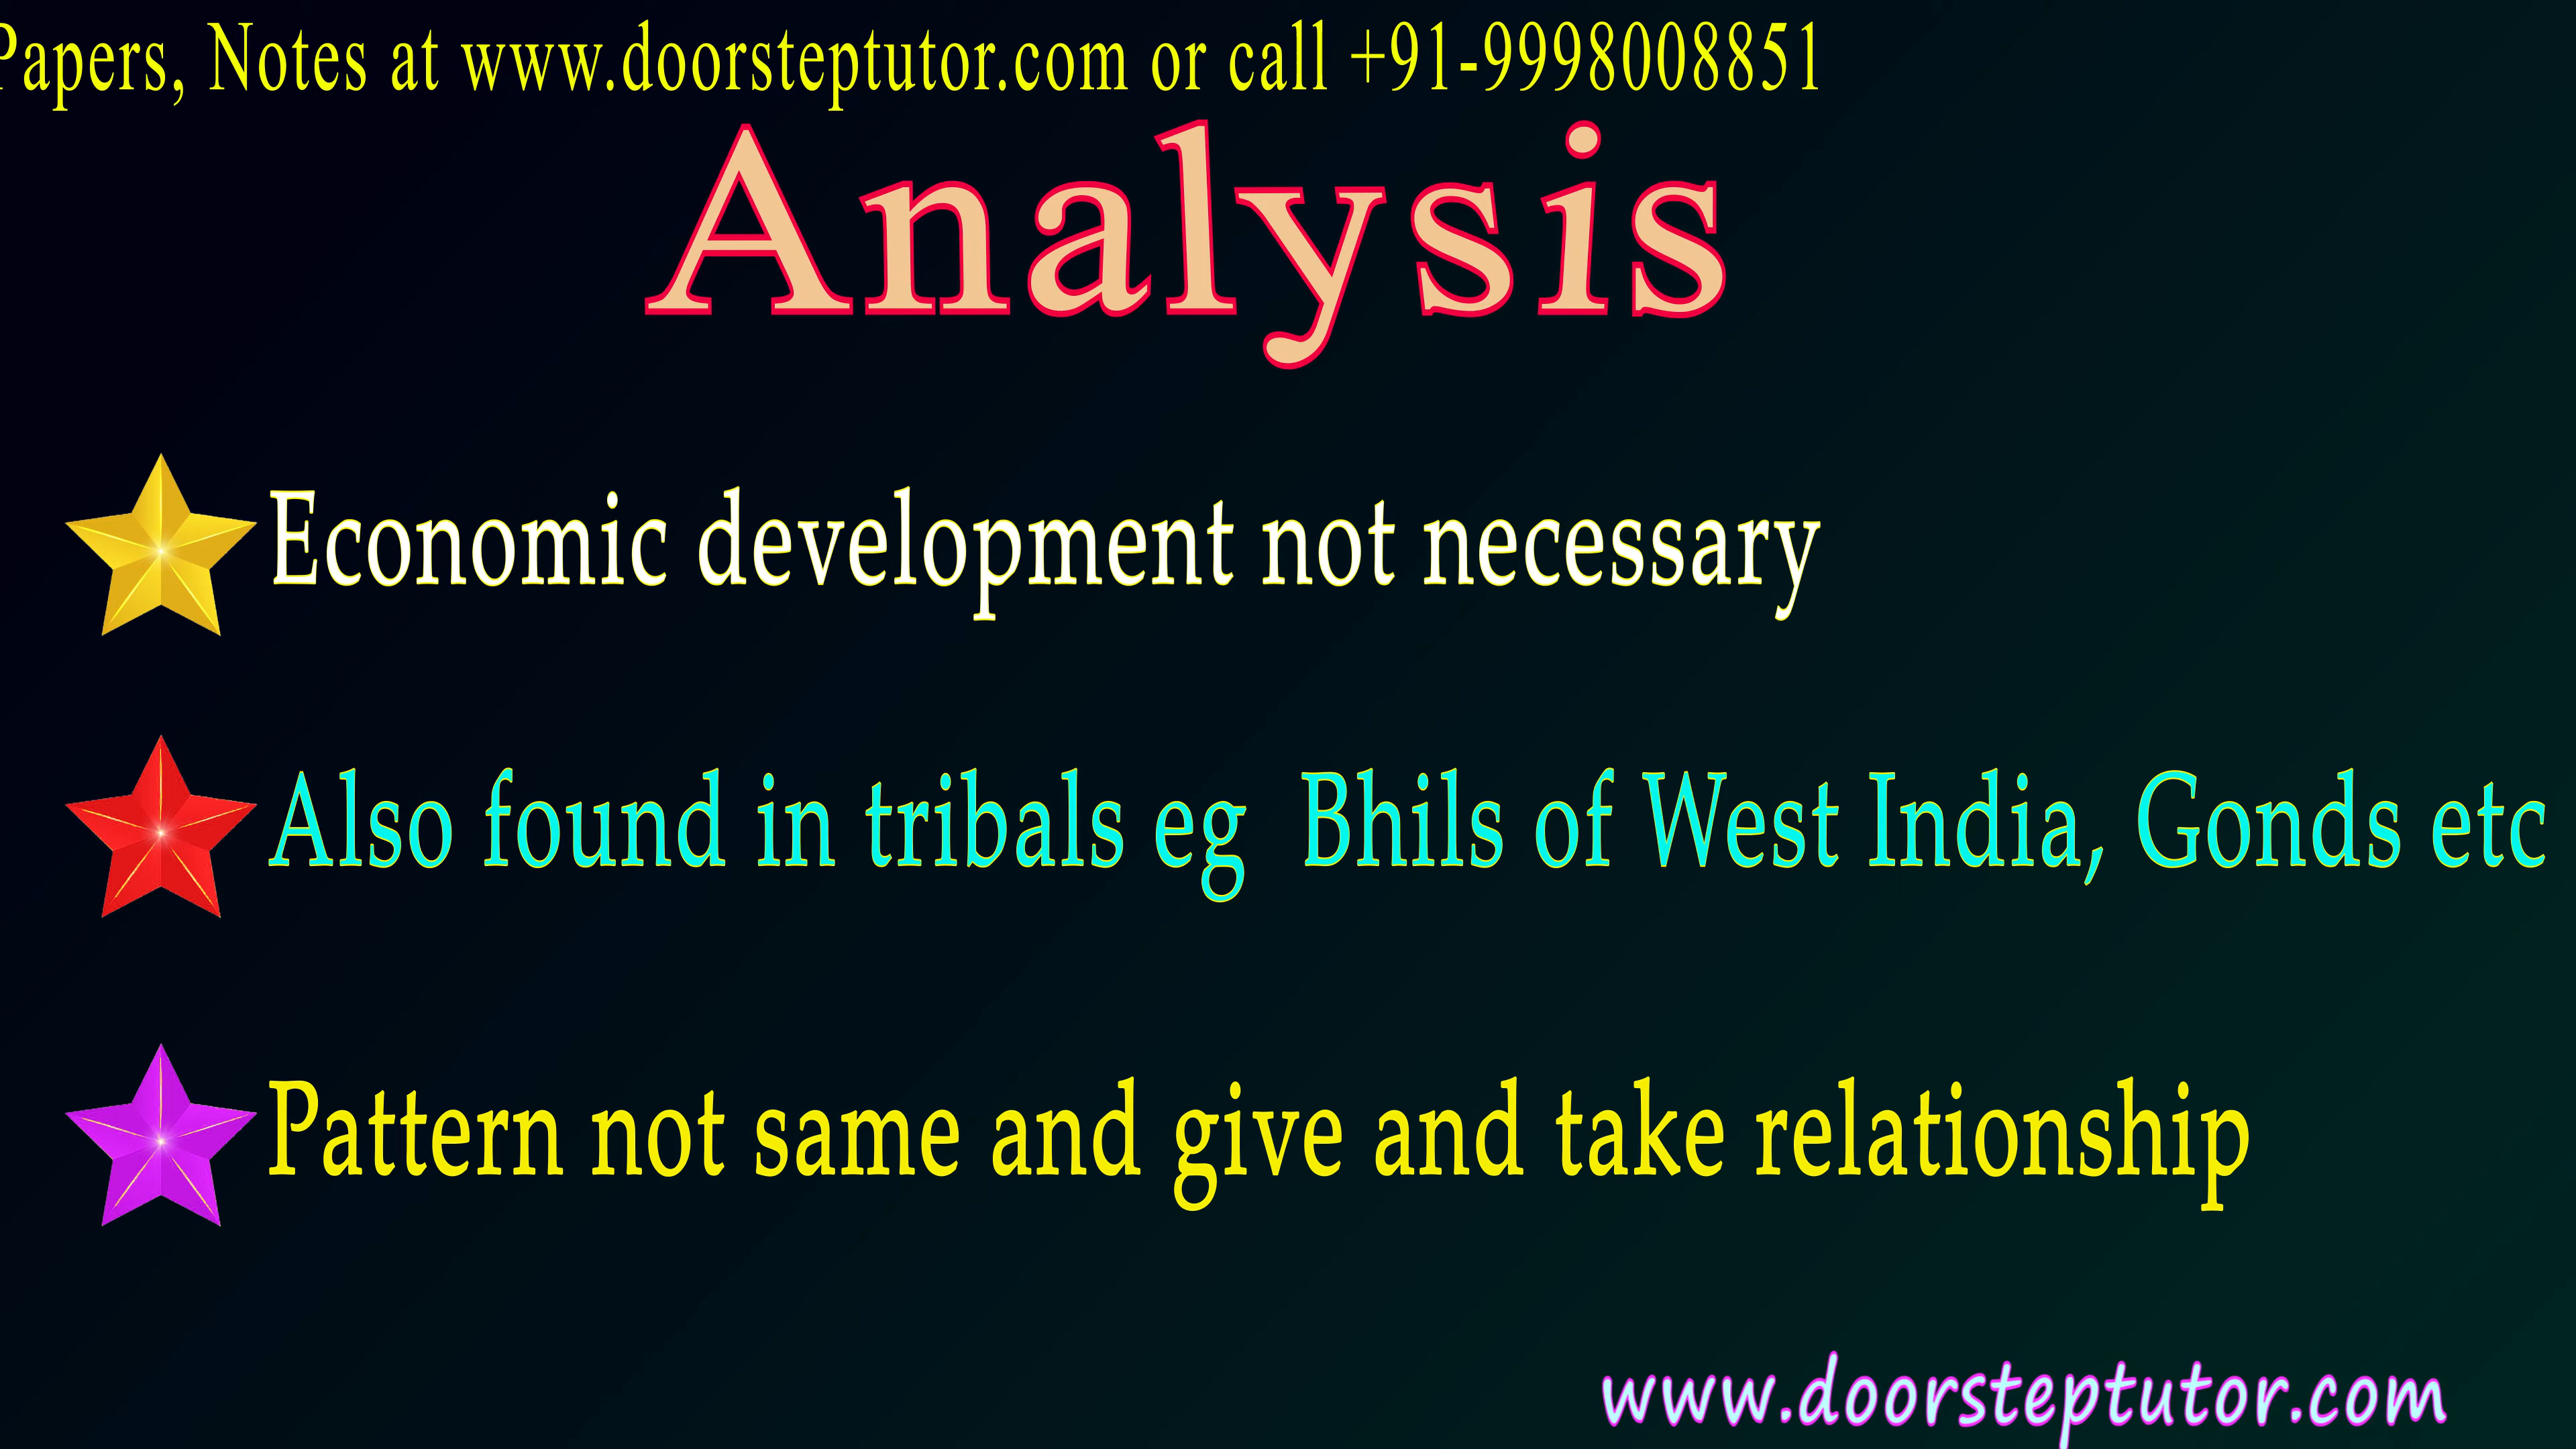 Papers, Notes at www.doorsteptutor.com or call +91-9998008851
Analysis
Economic development not necessary
Also found in tribals eg  Bhils of West India, Gonds etc
Pattern not same and give and take relationship
www.doorsteptutor.com